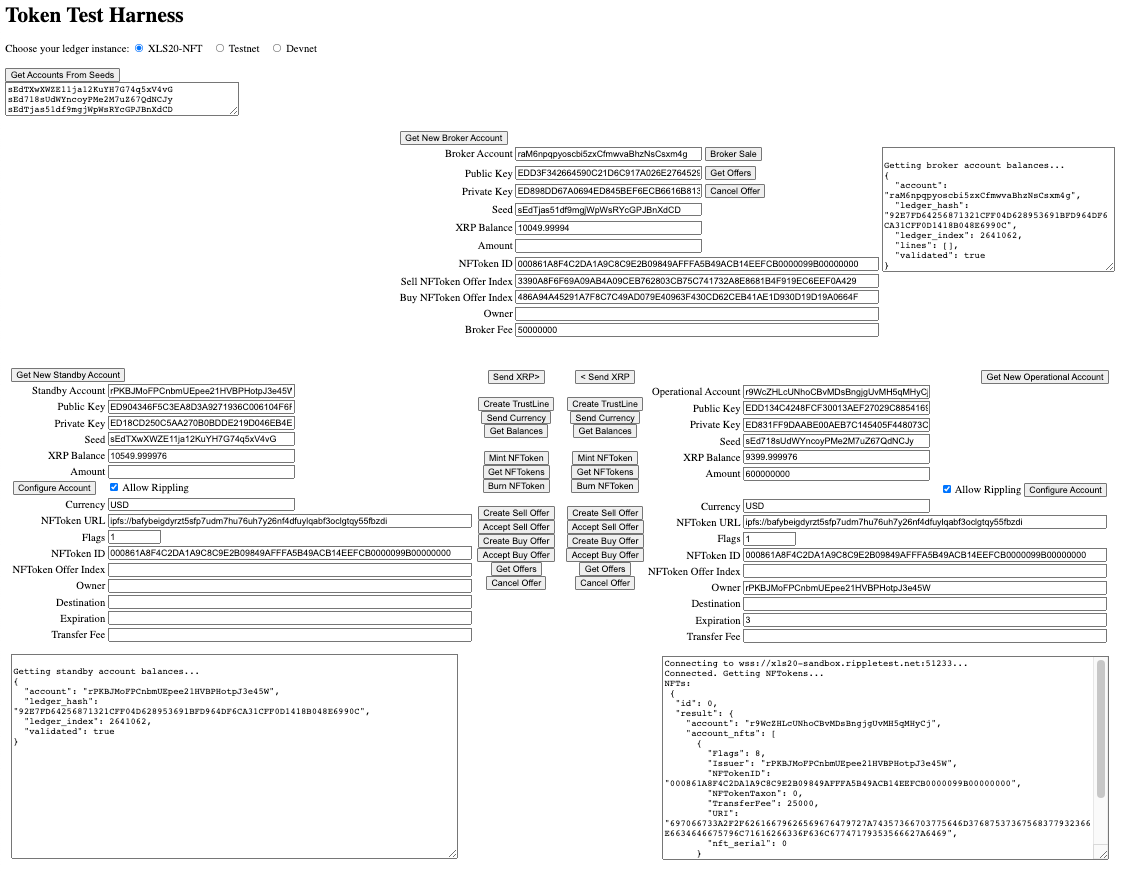 Token Test Harness
Choose your ledger instance: XLS20-NFT Testnet Devnet
Get Accounts From Seeds
sEdTXwXWZE11ja12KuYH7G74q5xV4vG
sEd718sUdWYncoyPMe2M7uZ67QdNCJy
sEdTjas51df9mgjWpWsRYcGPJBnXdCD
Get New Broker Account
Broker Account raM6npqpyoscbi5zxCfmwvaBhzNsCsxm4g Broker Sale
Public Key EDD3F342664590C21D6C917A026E2764529 Get Offers
Private Key ED898DD67A0694ED845BEF6ECB6616B813 Cancel Offer
Seed sEdTjas51df9mgjWpWsRYcGPJBnXdCD
XRP Balance 10049.99994
Amount
NFToken ID 000861A8F4C2DA1A9C8C9E2B09849AFFFA5B49ACB14EEFCB0000099B00000000
Sell NFToken Offer Index 3390A8F6F69A09AB4A09CEB762803CB75C741732A8E8681B4F919EC6EEF0A429
Buy NFToken Offer Index 486A94A45291A7F8C7C49AD079E40963F430CD62CEB41AE1D930D19D19A0664F
Owner
Broker Fee 50000000
Getting broker account balances...
{
"account":
"raM6npqpyoscbi5zxCfmwvaBhzNsCsxm4g",
"ledger_hash":
"92E7FD64256871321CFF04D628953691BFD964DF6
CA31CFF0D1418B048E6990C",
"ledger_index": 2641062,
"lines": [],
"validated": true
}
Get New Standby Account
Standby Account rPKBJMoFPCnbmUEpee21HVBPHotpJ3e45W
Public Key ED904346F5C3EA8D3A9271936C006104F6F
Private Key ED18CD250C5AA270B0BDDE219D046EB4E
Seed sEdTXwXWZE11ja12KuYH7G74q5xV4vG
XRP Balance 10549.999976
Amount
Configure Account Allow Rippling
Currency USD
NFToken URL ipfs://bafybeigdyrzt5sfp7udm7hu76uh7y26nf4dfuylqabf3oclgtqy55fbzdi
Flags 1
NFToken ID 000861A8F4C2DA1A9C8C9E2B09849AFFFA5B49ACB14EEFCB0000099B00000000
NFToken Offer Index
Owner
Destination
Expiration
Transfer Fee
Send XRP> < Send XRP
Create TrustLine Create TrustLine
Send Currency Send Currency
Get Balances Get Balances
Mint NFToken Mint NFToken
Get NFTokens Get NFTokens
Burn NFToken Burn NFToken
Create Sell Offer Create Sell Offer
Accept Sell Offer Accept Sell Offer
Create Buy Offer Create Buy Offer
Accept Buy Offer Accept Buy Offer
Get Offers Get Offers
Cancel Offer Cancel Offer
Get New Operational Account
Operational Account r9WcZHLcUNhoCBvMDsBngjgUvMH5qMHyCj
Public Key EDD134C4248FCF30013AEF27029C8854169
Private Key ED831FF9DAABE00AEB7C145405F448073C
Seed sEd718sUdWYncoyPMe2M7uZ67QdNCJy
XRP Balance 9399.999976
Amount 600000000
Allow Rippling Configure Account
Currency USD
NFToken URL ipfs://bafybeigdyrzt5sfp7udm7hu76uh7y26nf4dfuylqabf3oclgtqy55fbzdi
Flags 1
NFToken ID 000861A8F4C2DA1A9C8C9E2B09849AFFFA5B49ACB14EEFCB0000099B00000000
NFToken Offer Index
Owner rPKBJMoFPCnbmUEpee21HVBPHotpJ3e45W
Destination
Expiration 3
Transfer Fee
Getting standby account balances...
{
"account": "rPKBJMoFPCnbmUEpee21HVBPHotpJ3e45W",
"ledger_hash":
"92E7FD64256871321CFF04D628953691BFD964DF6CA31CFF0D1418B048E6990C",
"ledger_index": 2641062,
"validated": true
}
Connecting to wss://xls20-sandbox.rippletest.net:51233...
Connected. Getting NFTokens...
NFTs:
{
"id": 0,
"result": {
"account": "r9WcZHLcUNhoCBvMDsBngjgUvMH5qMHyCj",
"account_nfts": [
{
"Flags": 8,
"Issuer": "rPKBJMoFPCnbmUEpee21HVBPHotpJ3e45W",
"NFTokenID":
"000861A8F4C2DA1A9C8C9E2B09849AFFFA5B49ACB14EEFCB0000099B00000000",
"NFTokenTaxon": 0,
"TransferFee": 25000,
"URI":
"697066733A2F2F62616679626569676479727A74357366703775646D37687537367568377932366
E6634646675796C71616266336F636C67747179353566627A6469",
"nft_serial": 0
}